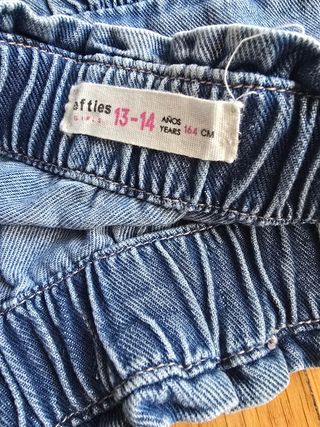 efties
GIRLS 13-14 AÑOS
YEARS 164 CM